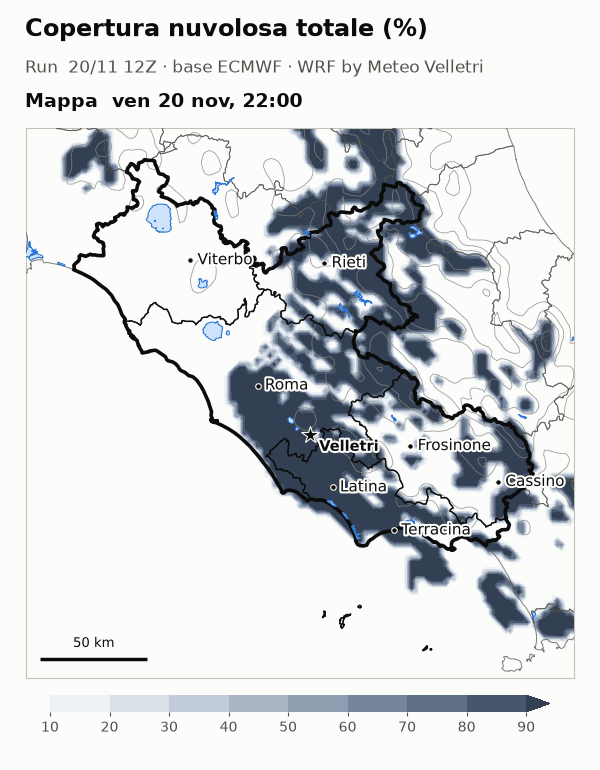 Copertura nuvolosa totale (%)
Run  20/11 12Z · base ECMWF · WRF by Meteo Velletri
Mappa  ven 20 nov, 22:00
Viterbo
Rieti
Roma
Velletri
Frosinone
Cassino
Latina
Terracina
50 km
10 20 30 40 50 60 70 80 90